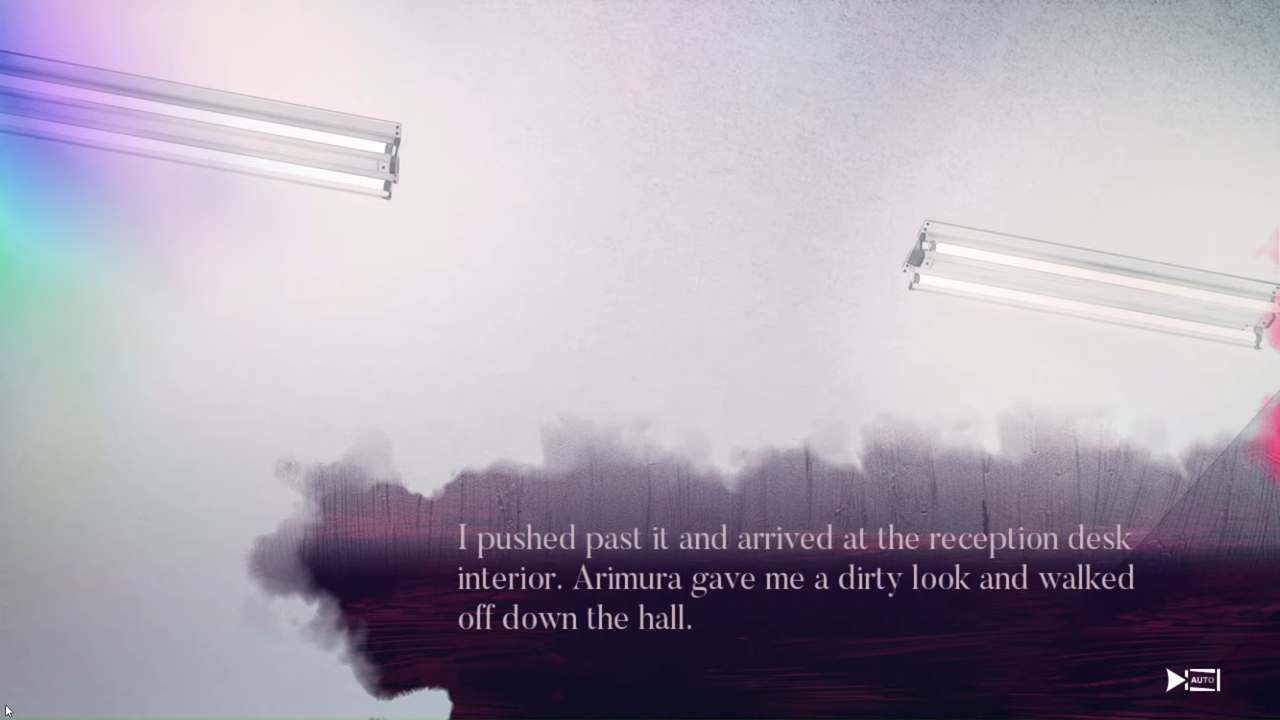 I pushed past it and arrived at the reception desk
interior. Arimura gave me a dirty look and walked
off down the hall.
AUTO